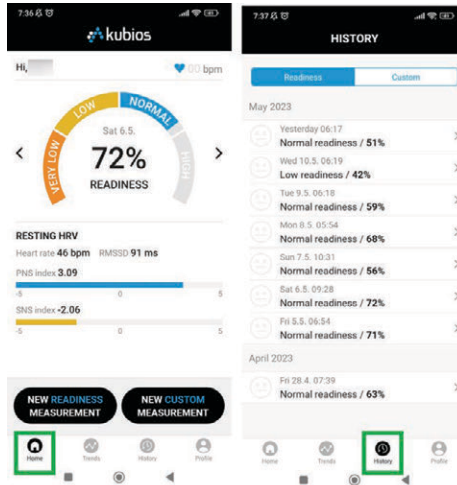 7:36
kubios
Hi,
00 bpm
VERY LOW
LOW
NORMAL
HIGH
Sat 6.5.
72%
READINESS
RESTING HRV
Heart rate 46 bpm RMSSD 91 ms
PNS index 3.09
-5 0 5
SNS index -2.06
-5 0 5
NEW READINESS
MEASUREMENT
NEW CUSTOM
MEASUREMENT
Home
Trends
History
Profile
7:37
HISTORY
Readiness
Custom
May 2023
Yesterday 06:17
Normal readiness / 51%
Wed 10.5. 06:19
Low readiness / 42%
Tue 9.5. 06:18
Normal readiness / 59%
Mon 8.5. 05:54
Normal readiness / 68%
Sun 7.5. 10:31
Normal readiness / 56%
Sat 6.5. 09:28
Normal readiness / 72%
Fri 5.5. 06:54
Normal readiness / 71%
April 2023
Fri 28.4. 07:39
Normal readiness / 63%
Home
Trends
History
Profile